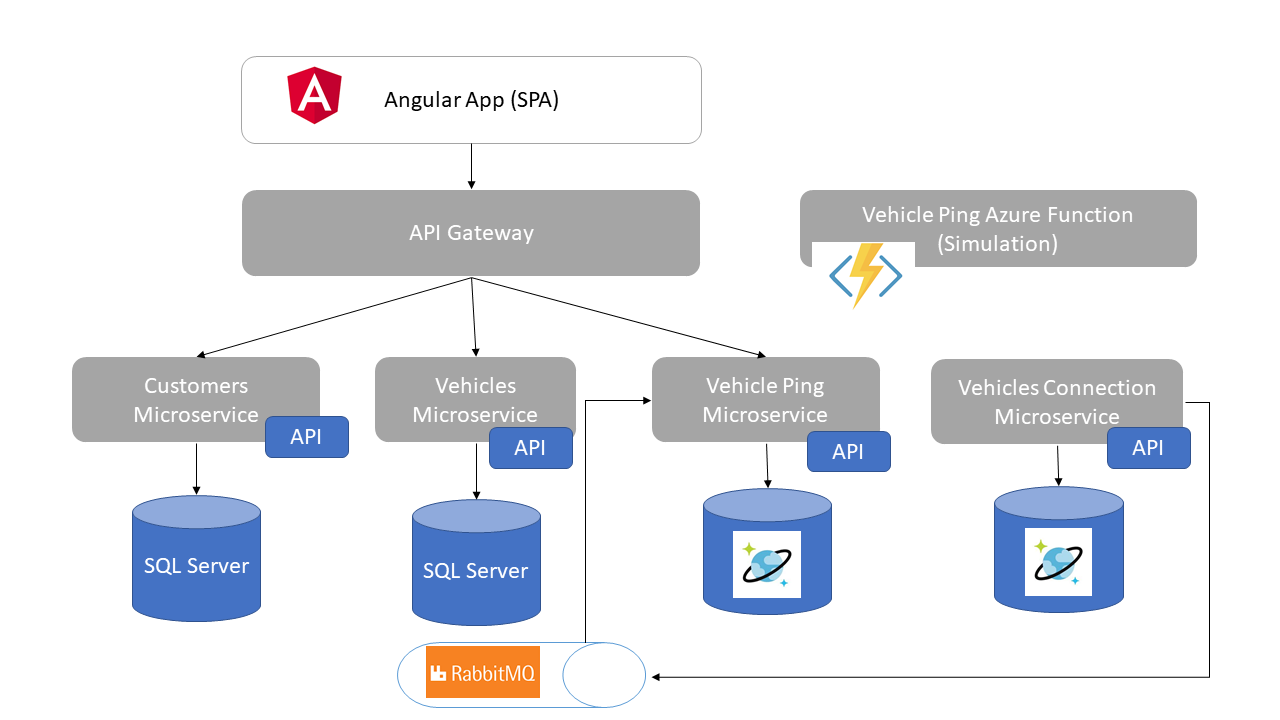 Angular App (SPA)
API Gateway
Vehicle Ping Azure Function
(Simulation)
Customers
Microservice
API
Vehicles
Microservice
API
Vehicle Ping
Microservice
API
Vehicles Connection
Microservice
API
SQL Server
SQL Server
RabbitMQ